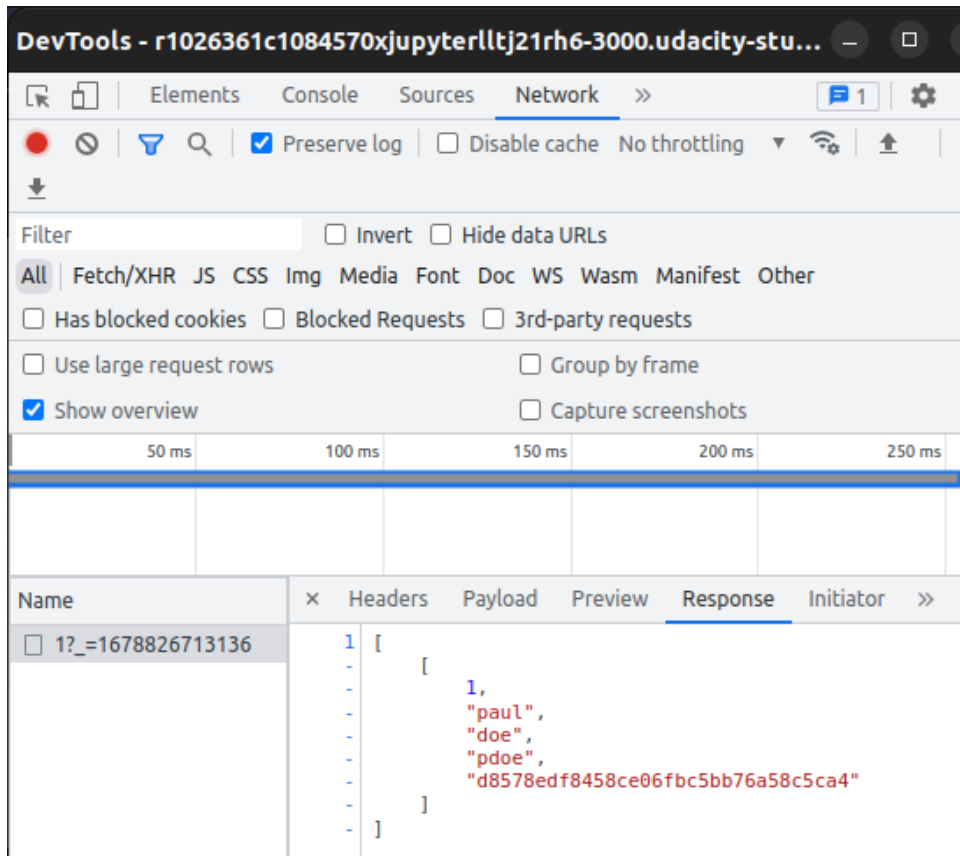 DevTools - r1026361c1084570xjupyterlltj21rh6-3000.udacity-stu...
Elements Console Sources Network » 1
Preserve log Disable cache No throttling
Filter Invert Hide data URLs
All Fetch/XHR JS CSS Img Media Font Doc WS Wasm Manifest Other
Has blocked cookies Blocked Requests 3rd-party requests
Use large request rows Group by frame
Show overview Capture screenshots
50 ms 100 ms 150 ms 200 ms 250 ms
Name × Headers Payload Preview Response Initiator »
1?_=1678826713136 1 [
- [
- 1,
- "paul",
- "doe",
- "pdoe",
- "d8578edf8458ce06fbc5bb76a58c5ca4"
- ]
- ]